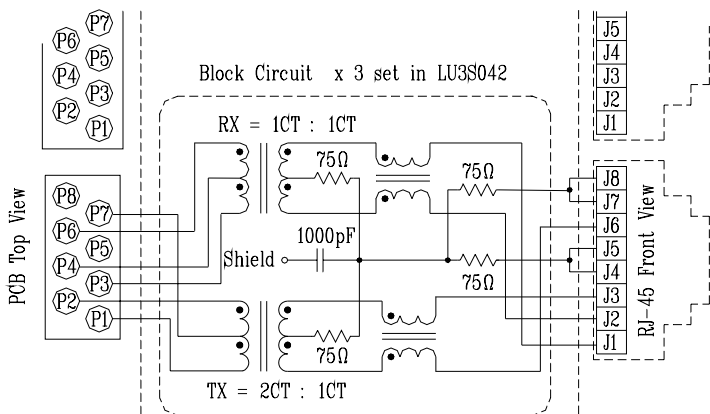 P7
P6
P5
P4
P3
P2
P1
J5
J4
J3
J2
J1
Block Circuit x 3 set in LU3S042
RX = 1CT : 1CT
75Ω
75Ω
PCB Top View
P8
P7
P6
P5
P4
P3
P2
P1
1000pF
Shield
75Ω
75Ω
TX = 2CT : 1CT
J8
J7
J6
J5
J4
J3
J2
J1
RJ-45 Front View